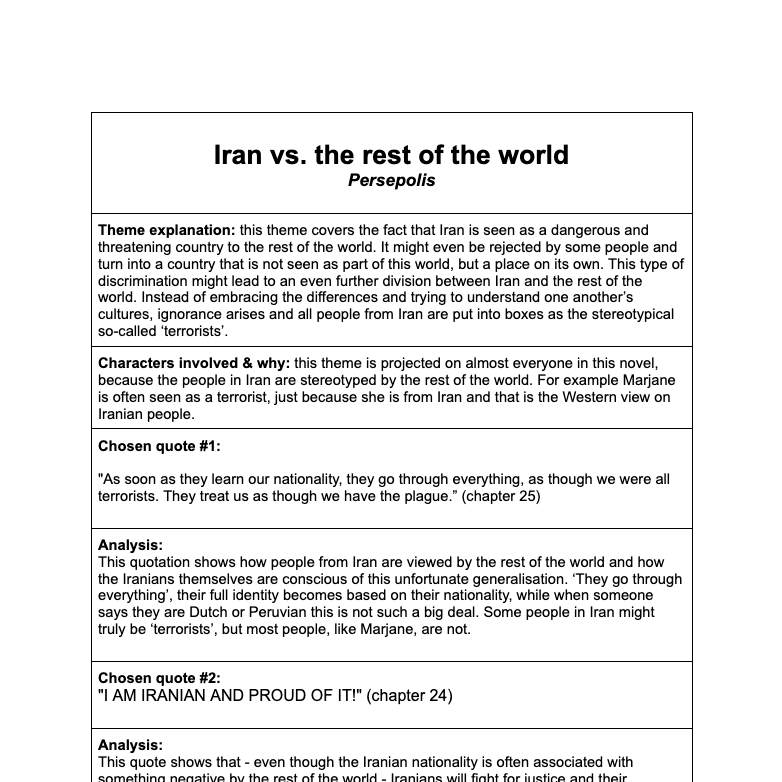 Iran vs. the rest of the world
Persepolis
Theme explanation: this theme covers the fact that Iran is seen as a dangerous and
threatening country to the rest of the world. It might even be rejected by some people and
turn into a country that is not seen as part of this world, but a place on its own. This type of
discrimination might lead to an even further division between Iran and the rest of the
world. Instead of embracing the differences and trying to understand one another’s
cultures, ignorance arises and all people from Iran are put into boxes as the stereotypical
so-called ‘terrorists’.
Characters involved & why: this theme is projected on almost everyone in this novel,
because the people in Iran are stereotyped by the rest of the world. For example Marjane
is often seen as a terrorist, just because she is from Iran and that is the Western view on
Iranian people.
Chosen quote #1:
"As soon as they learn our nationality, they go through everything, as though we were all
terrorists. They treat us as though we have the plague.” (chapter 25)
Analysis:
This quotation shows how people from Iran are viewed by the rest of the world and how
the Iranians themselves are conscious of this unfortunate generalisation. ‘They go through
everything’, their full identity becomes based on their nationality, while when someone
says they are Dutch or Peruvian this is not such a big deal. Some people in Iran might
truly be ‘terrorists’, but most people, like Marjane, are not.
Chosen quote #2:
"I AM IRANIAN AND PROUD OF IT!" (chapter 24)
Analysis:
This quote shows that - even though the Iranian nationality is often associated with
something negative by the rest of the world - Iranians will fight for justice and their